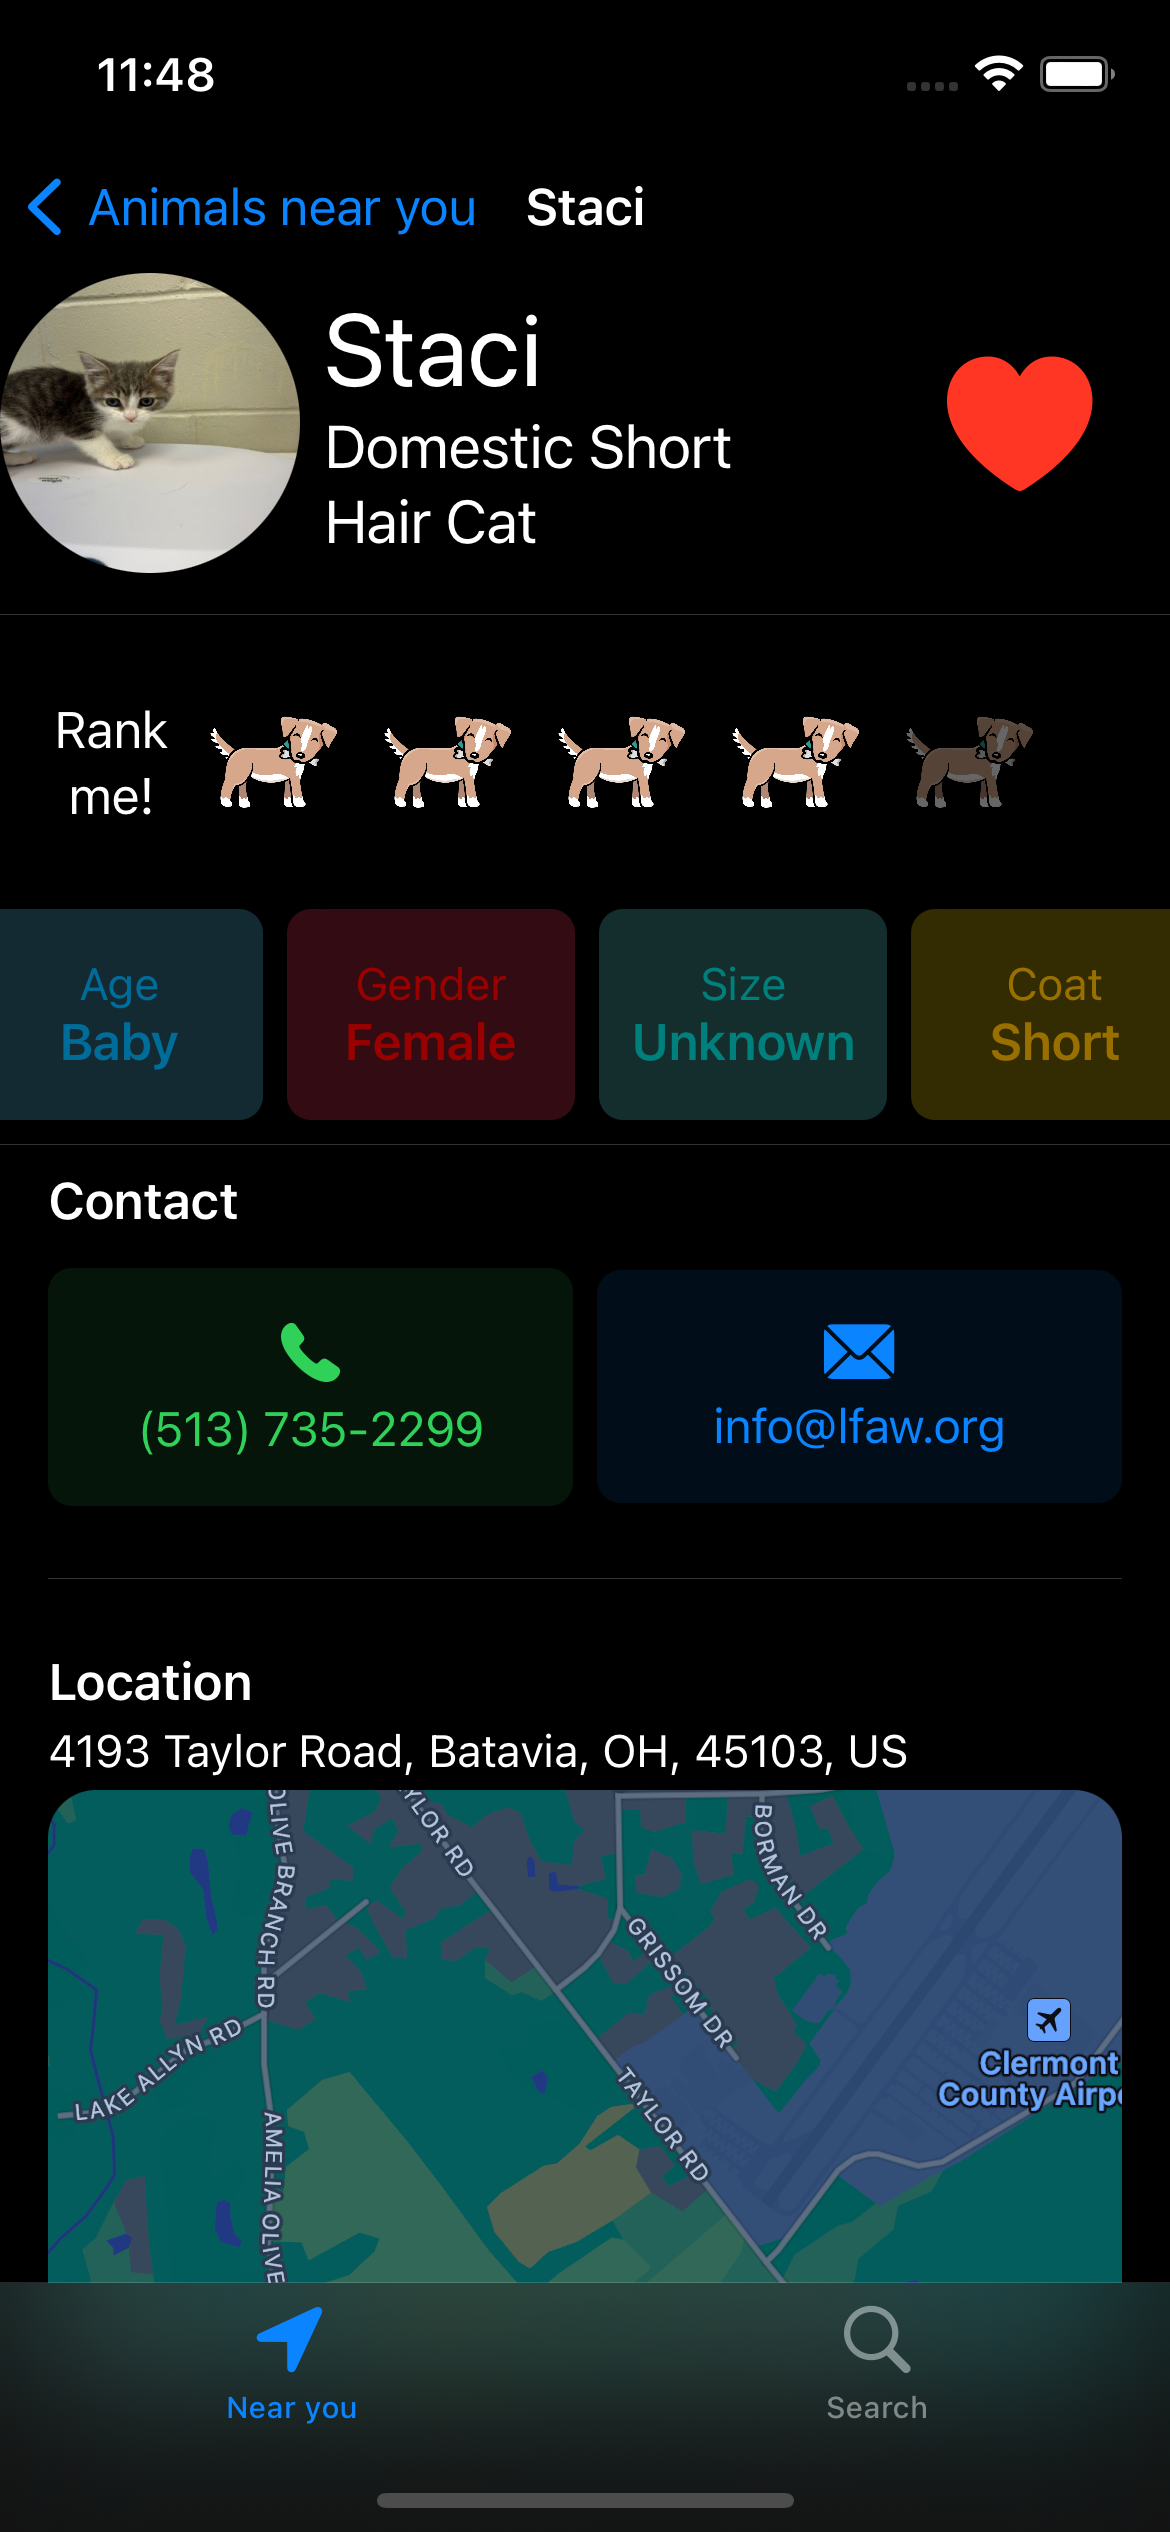 11:48
Animals near you
Staci
Staci
Domestic Short
Hair Cat
Rank
me!
Age
Baby
Gender
Female
Size
Unknown
Coat
Short
Contact
(513) 735-2299
info@lfaw.org
Location
4193 Taylor Road, Batavia, OH, 45103, US
OLIVE BRANCH RD
YLOR RD
BORMAN DR
GRISSOM DR
LAKE ALLYN RD
TAYLOR RD
AMELIA OLIVE
Clermont
County Airpo
Near you
Search